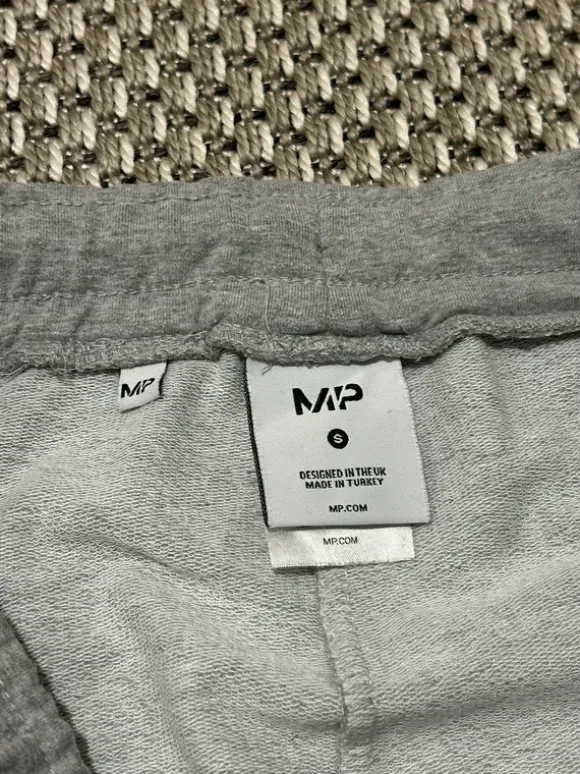 MP
MP
S
DESIGNED IN THE UK
MADE IN TURKEY
MP.COM
MP.COM